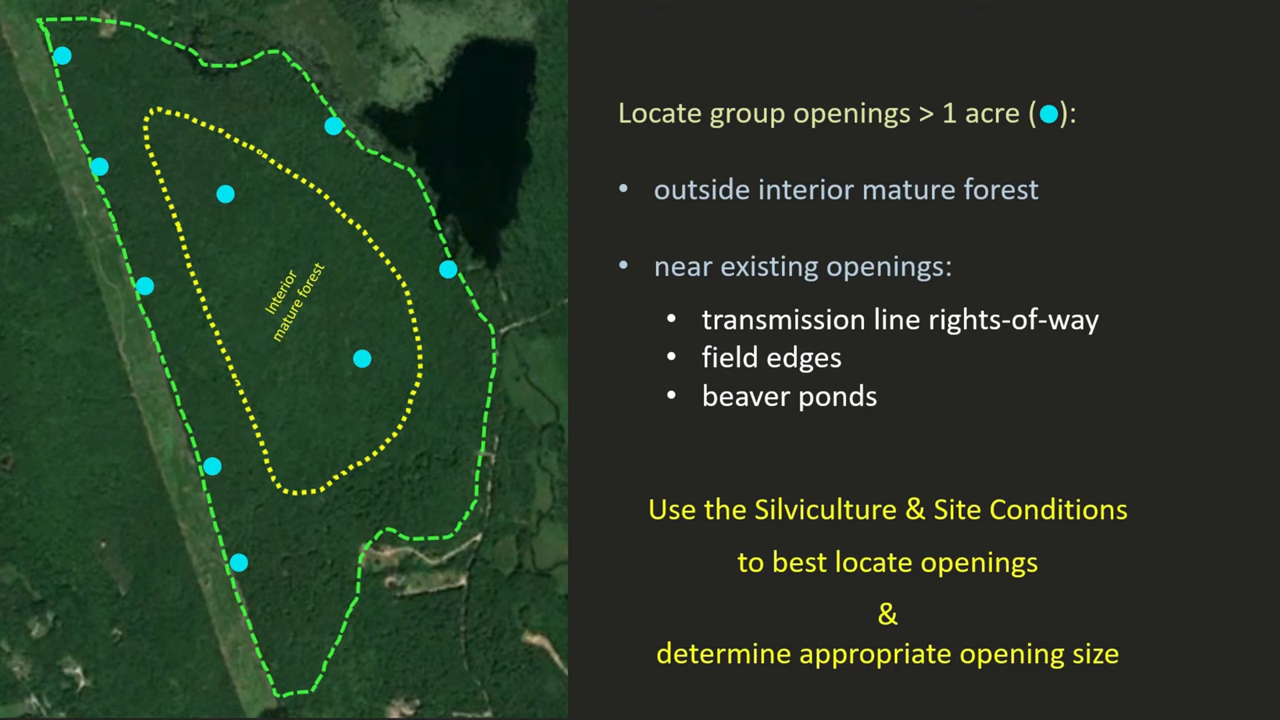 Interior
mature forest
Locate group openings > 1 acre (●):
• outside interior mature forest
• near existing openings:
• transmission line rights-of-way
• field edges
• beaver ponds
Use the Silviculture & Site Conditions
to best locate openings
&
determine appropriate opening size